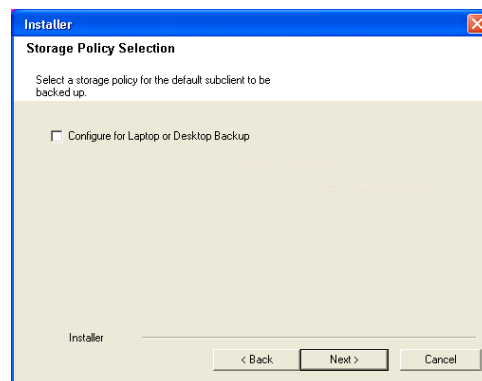 Installer
Storage Policy Selection
Select a storage policy for the default subclient to be
backed up.
Configure for Laptop or Desktop Backup
Installer
< Back
Next >
Cancel